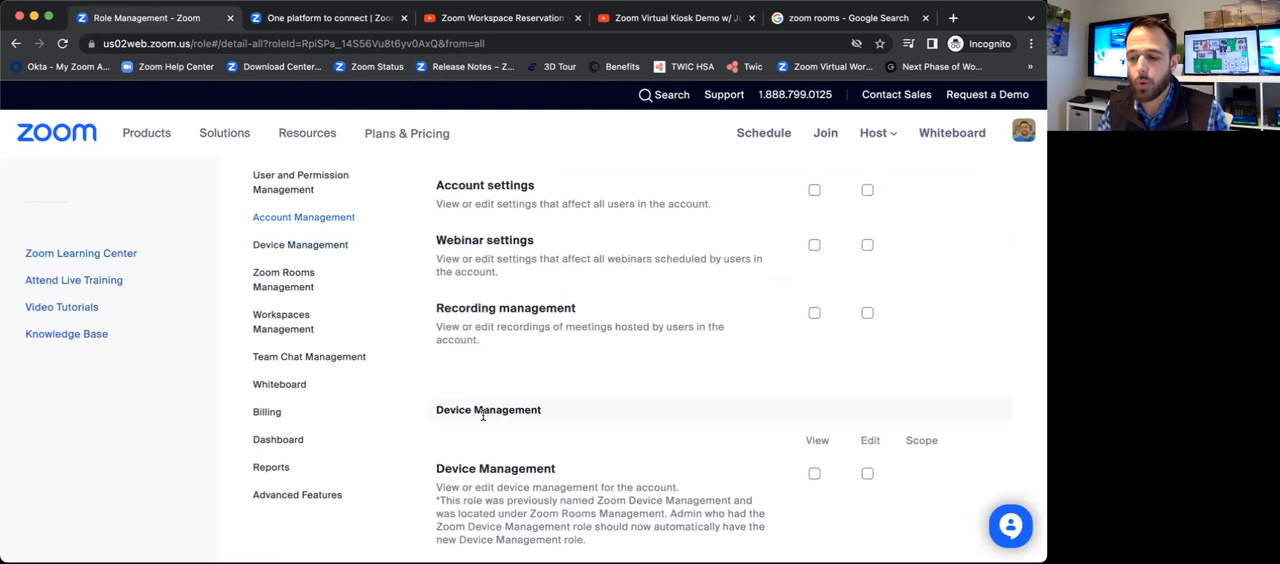 Role Management - Zoom
One platform to connect | Zoor
Zoom Workspace Reservation
Zoom Virtual Kiosk Demo w/ Jo
zoom rooms - Google Search
us02web.zoom.us/role#/detail-all?roleId=RpiSPa_14S56Vu8t6yv0AxQ&from=all
Incognito
Okta - My Zoom A...
Zoom Help Center
Download Center...
Zoom Status
Release Notes – Z...
3D Tour
Benefits
TWIC HSA
Twic
Zoom Virtual Wor...
Next Phase of Wo...
Search
Support
1.888.799.0125
Contact Sales
Request a Demo
zoom
Products
Solutions
Resources
Plans & Pricing
Schedule
Join
Host
Whiteboard
Zoom Learning Center
Attend Live Training
Video Tutorials
Knowledge Base
User and Permission
Management
Account Management
Device Management
Zoom Rooms
Management
Workspaces
Management
Team Chat Management
Whiteboard
Billing
Dashboard
Reports
Advanced Features
Account settings
View or edit settings that affect all users in the account.
Webinar settings
View or edit settings that affect all webinars scheduled by users in
the account.
Recording management
View or edit recordings of meetings hosted by users in the
account.
Device Management
View Edit Scope
Device Management
View or edit device management for the account.
*This role was previously named Zoom Device Management and
was located under Zoom Rooms Management. Admin who had the
Zoom Device Management role should now automatically have the
new Device Management role.